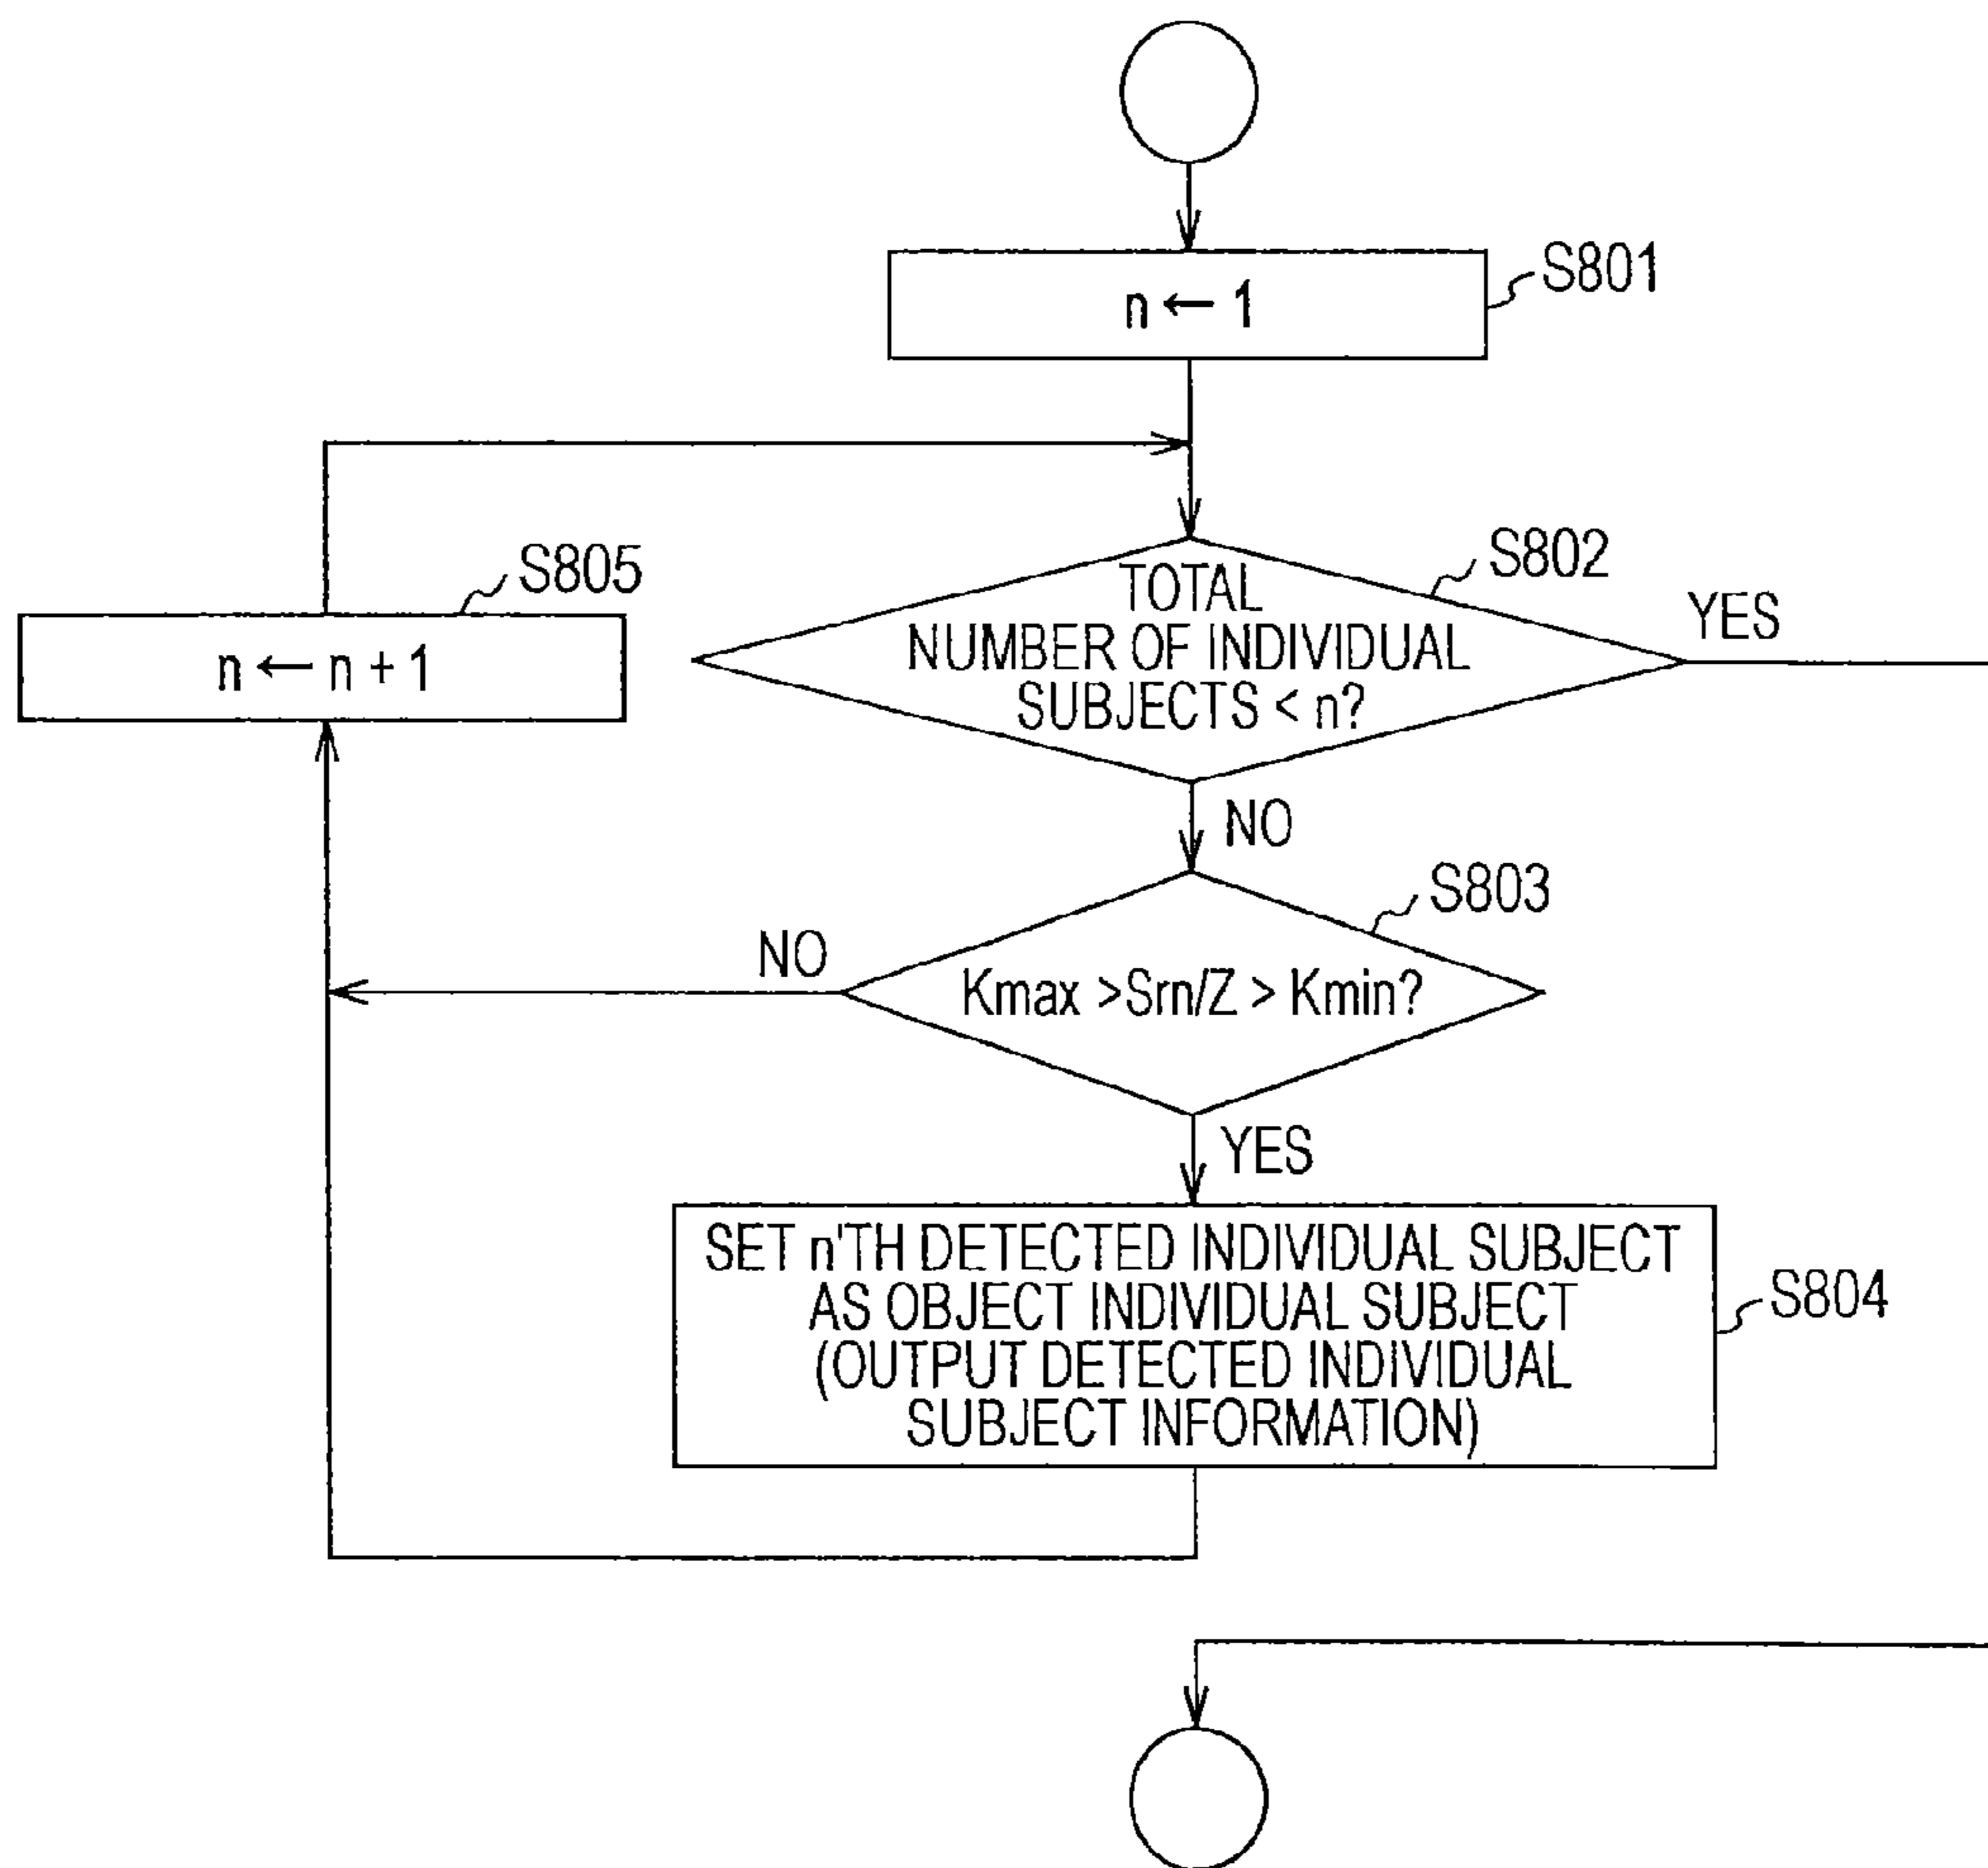 S801
n ← 1
S805
n ← n + 1
S802
TOTAL
NUMBER OF INDIVIDUAL
SUBJECTS < n?
YES
NO
S803
NO
Kmax >Srn/Z > Kmin?
YES
SET n'TH DETECTED INDIVIDUAL SUBJECT
AS OBJECT INDIVIDUAL SUBJECT
(OUTPUT DETECTED INDIVIDUAL
SUBJECT INFORMATION)
S804